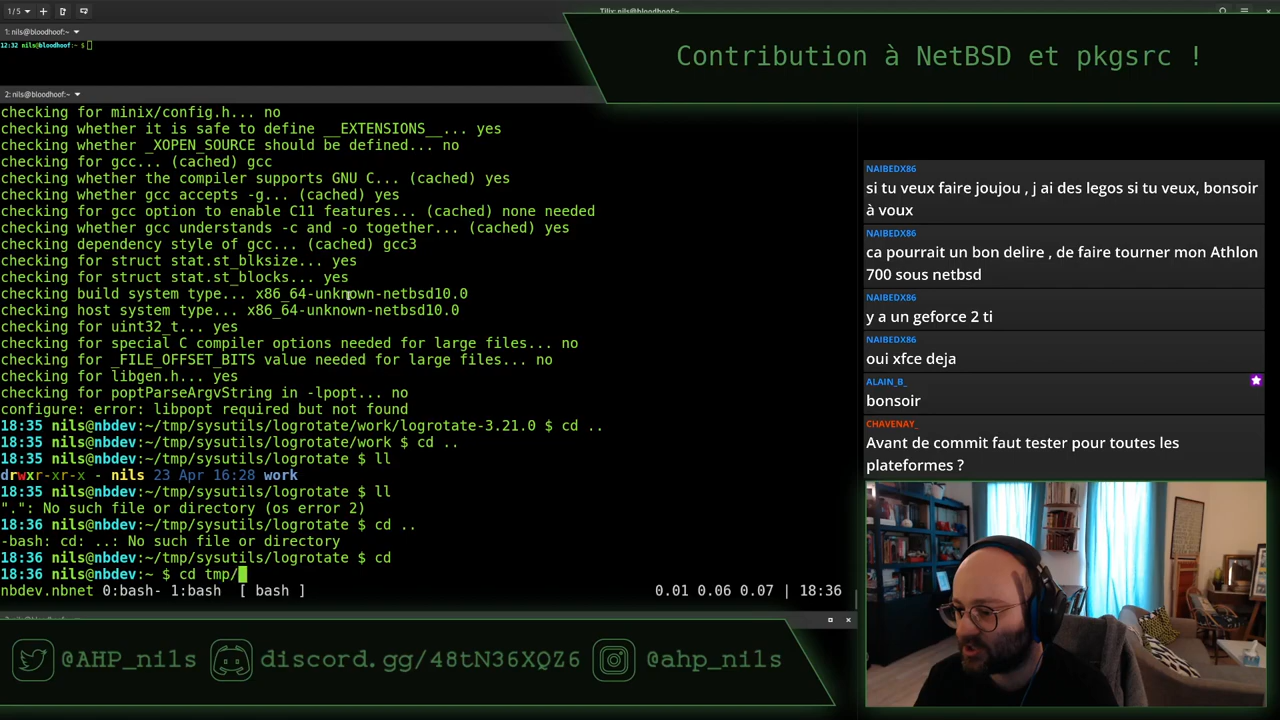 1/5
Tilix: nils@bloodhoof:~
1: nils@bloodhoof:~
12:32 nils@bloodhoof:~ $
Contribution à NetBSD et pkgsrc !
2: nils@bloodhoof:~
checking for minix/config.h... no
checking whether it is safe to define __EXTENSIONS__... yes
checking whether _XOPEN_SOURCE should be defined... no
checking for gcc... (cached) gcc
checking whether the compiler supports GNU C... (cached) yes
checking whether gcc accepts -g... (cached) yes
checking for gcc option to enable C11 features... (cached) none needed
checking whether gcc understands -c and -o together... (cached) yes
checking dependency style of gcc... (cached) gcc3
checking for struct stat.st_blksize... yes
checking for struct stat.st_blocks... yes
checking build system type... x86_64-unknown-netbsd10.0
checking host system type... x86_64-unknown-netbsd10.0
checking for uint32_t... yes
checking for special C compiler options needed for large files... no
checking for _FILE_OFFSET_BITS value needed for large files... no
checking for libgen.h... yes
checking for poptParseArgvString in -lpopt... no
configure: error: libpopt required but not found
18:35 nils@nbdev:~/tmp/sysutils/logrotate/work/logrotate-3.21.0 $ cd ..
18:35 nils@nbdev:~/tmp/sysutils/logrotate/work $ cd ..
18:35 nils@nbdev:~/tmp/sysutils/logrotate $ ll
drwxr-xr-x - nils 23 Apr 16:28 work
18:35 nils@nbdev:~/tmp/sysutils/logrotate $ ll
".": No such file or directory (os error 2)
18:36 nils@nbdev:~/tmp/sysutils/logrotate $ cd ..
-bash: cd: ..: No such file or directory
18:36 nils@nbdev:~/tmp/sysutils/logrotate $ cd
18:36 nils@nbdev:~ $ cd tmp/
nbdev.nbnet 0:bash- 1:bash [ bash ] 0.01 0.06 0.07 | 18:36
NAIBEDX86
si tu veux faire joujou , j ai des legos si tu veux, bonsoir
à voux
NAIBEDX86
ca pourrait un bon delire , de faire tourner mon Athlon
700 sous netbsd
NAIBEDX86
y a un geforce 2 ti
NAIBEDX86
oui xfce deja
ALAIN_B_
bonsoir
CHAVENAY_
Avant de commit faut tester pour toutes les
plateformes ?
@AHP_nils discord.gg/48tN36XQZ6 @ahp_nils